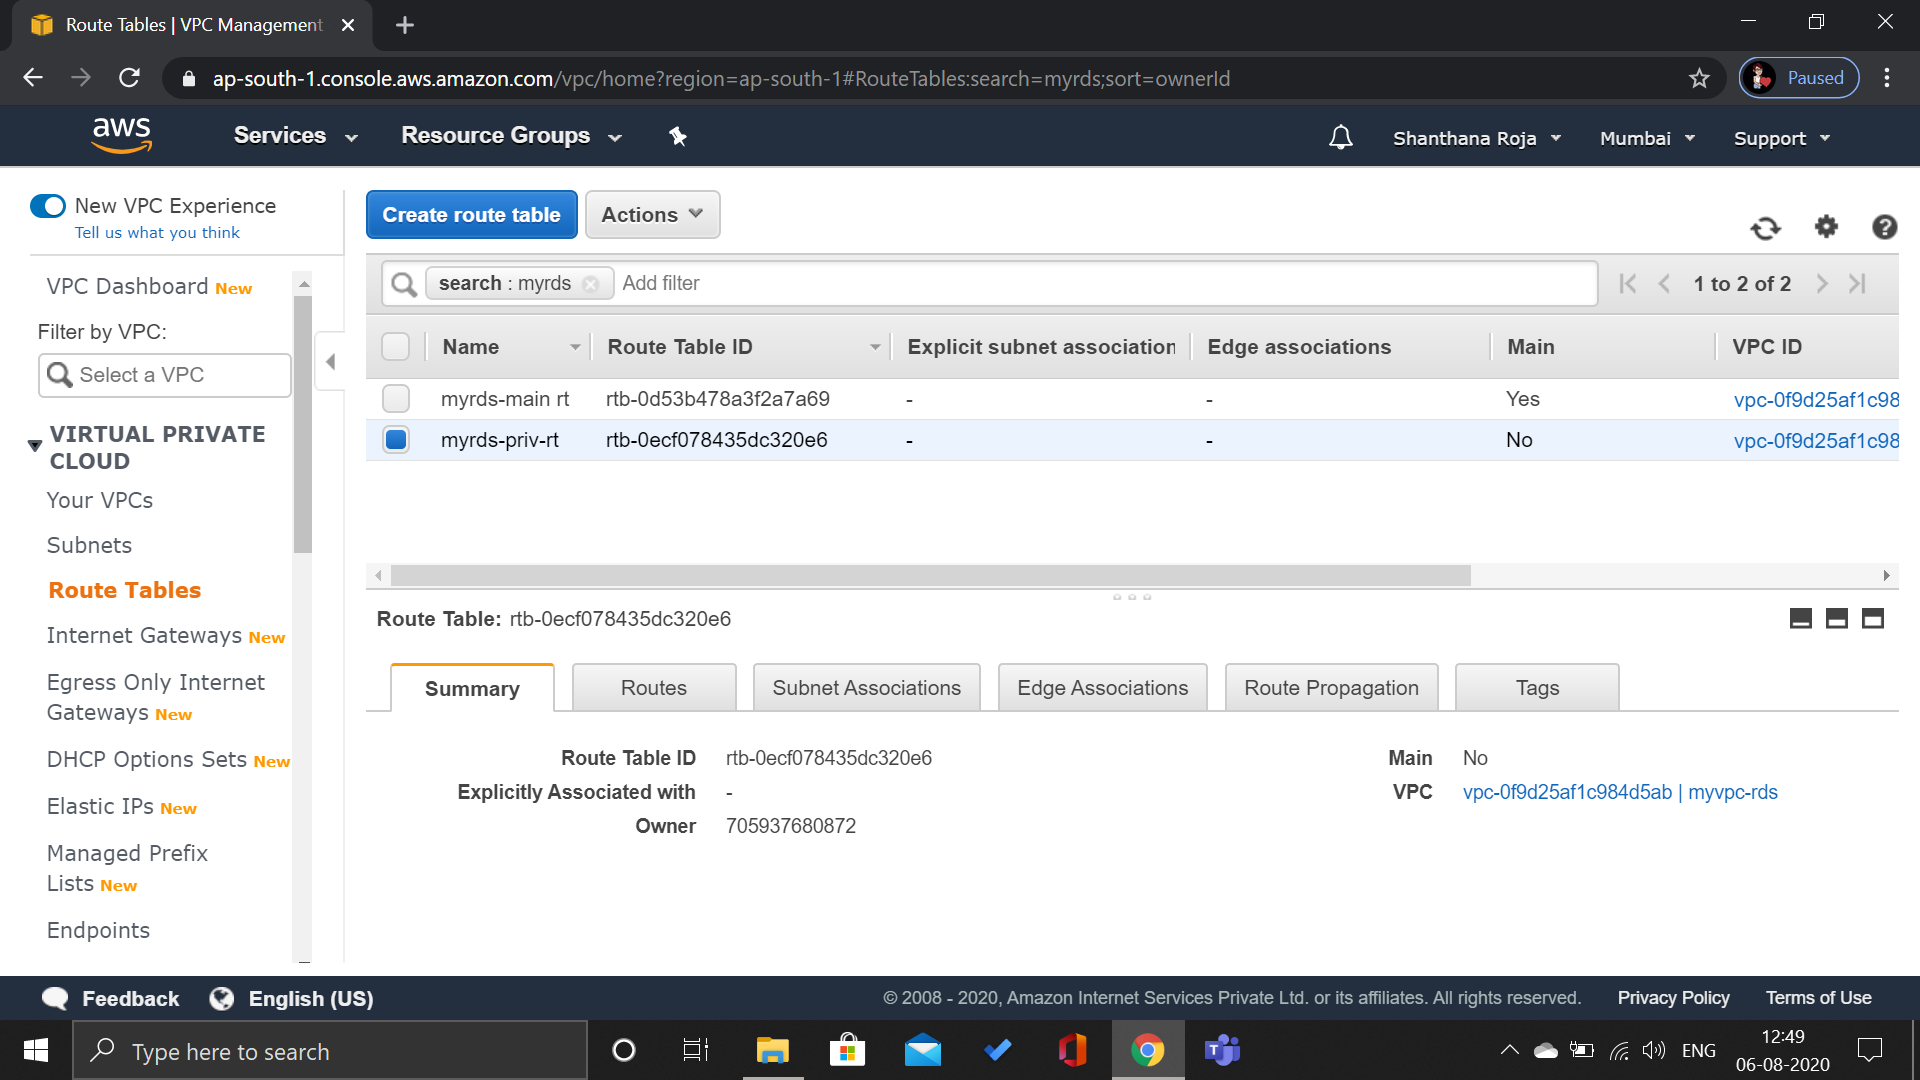 Route Tables | VPC Management
ap-south-1.console.aws.amazon.com/vpc/home?region=ap-south-1#RouteTables:search=myrds;sort=ownerId
Paused
aws
Services
Resource Groups
Shanthana Roja
Mumbai
Support
New VPC Experience
Tell us what you think
VPC Dashboard New
Filter by VPC:
Select a VPC
VIRTUAL PRIVATE
CLOUD
Your VPCs
Subnets
Route Tables
Internet Gateways New
Egress Only Internet
Gateways New
DHCP Options Sets New
Elastic IPs New
Managed Prefix
Lists New
Endpoints
Create route table
Actions
search : myrds
Add filter
1 to 2 of 2
Name Route Table ID Explicit subnet association Edge associations Main VPC ID
myrds-main rt rtb-0d53b478a3f2a7a69 - - Yes vpc-0f9d25af1c98
myrds-priv-rt rtb-0ecf078435dc320e6 - - No vpc-0f9d25af1c98
Route Table: rtb-0ecf078435dc320e6
Summary Routes Subnet Associations Edge Associations Route Propagation Tags
Route Table ID rtb-0ecf078435dc320e6 Main No
Explicitly Associated with - VPC vpc-0f9d25af1c984d5ab | myvpc-rds
Owner 705937680872
Feedback
English (US)
© 2008 - 2020, Amazon Internet Services Private Ltd. or its affiliates. All rights reserved.
Privacy Policy
Terms of Use
Type here to search
ENG
12:49
06-08-2020